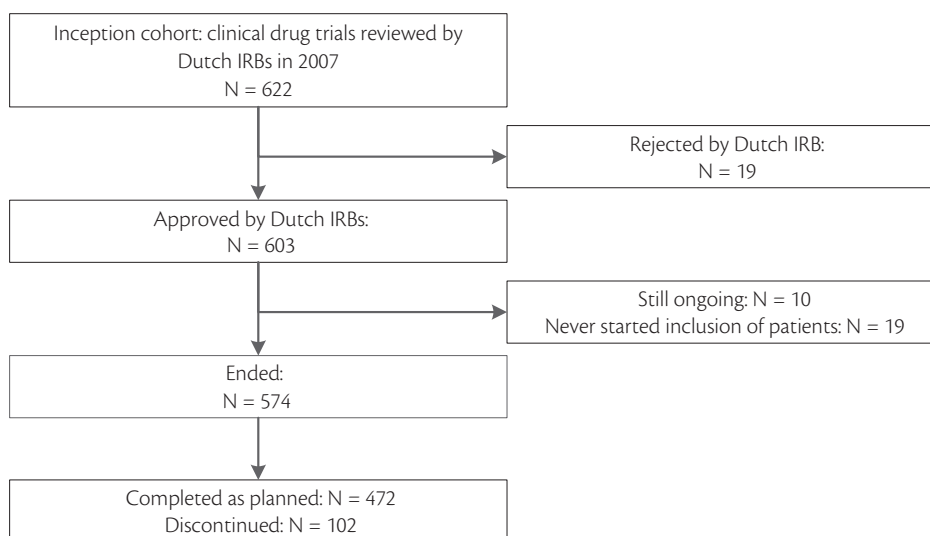 Inception cohort: clinical drug trials reviewed by
Dutch IRBs in 2007
N = 622
Rejected by Dutch IRB:
N = 19
Approved by Dutch IRBs:
N = 603
Still ongoing: N = 10
Never started inclusion of patients: N = 19
Ended:
N = 574
Completed as planned: N = 472
Discontinued: N = 102